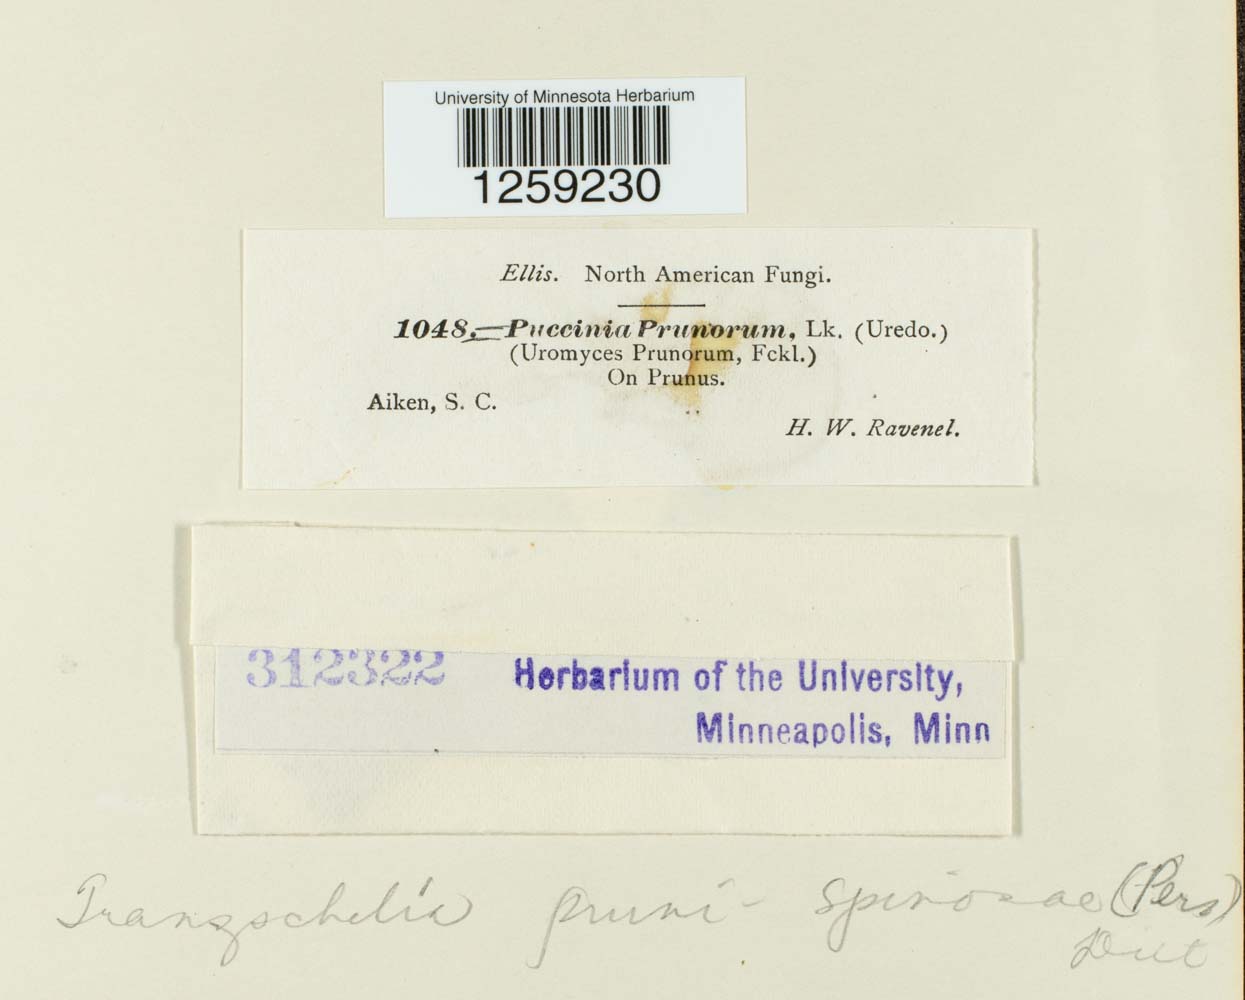 University of Minnesota Herbarium
1259230
Ellis. North American Fungi.
1048.—Puccinia Prunorum, Lk. (Uredo.)
(Uromyces Prunorum, Fckl.)
On Prunus.
Aiken, S. C.
H. W. Ravenel.
312322 Herbarium of the University,
Minneapolis, Minn
Tranzschelia pruni-spinosae (Pers)
Diet